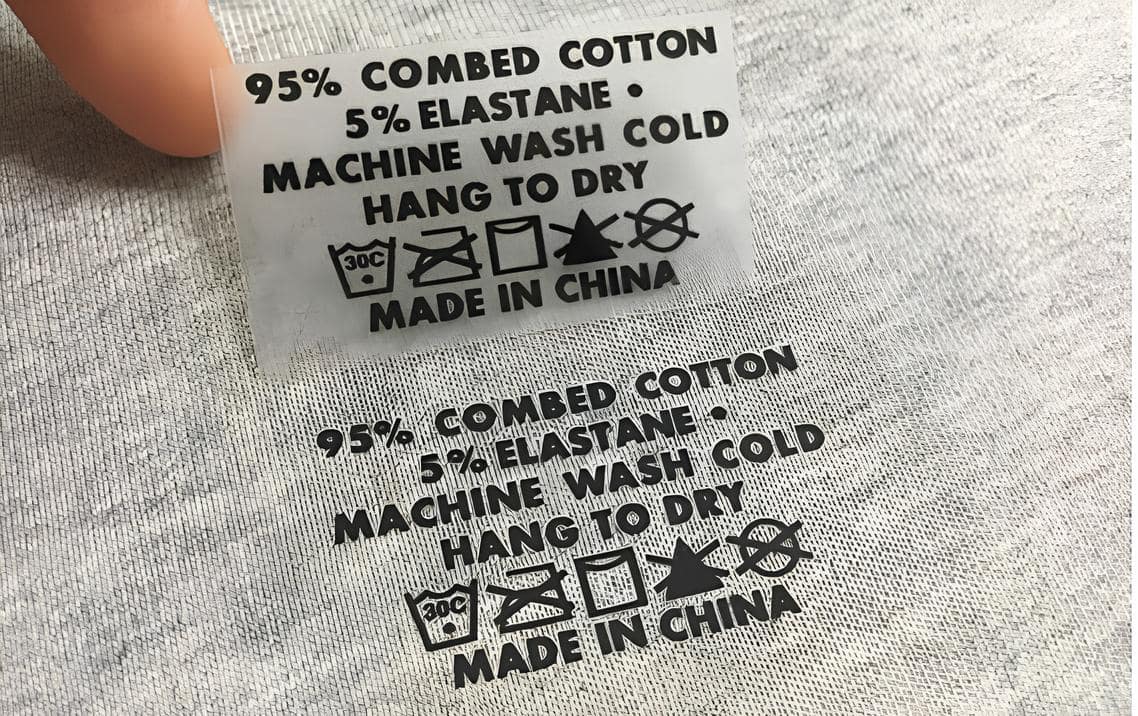 95% COMBED COTTON
5% ELASTANE •
MACHINE WASH COLD
HANG TO DRY
30C
MADE IN CHINA
95% COMBED COTTON
5% ELASTANE •
MACHINE WASH COLD
HANG TO DRY
30C
MADE IN CHINA